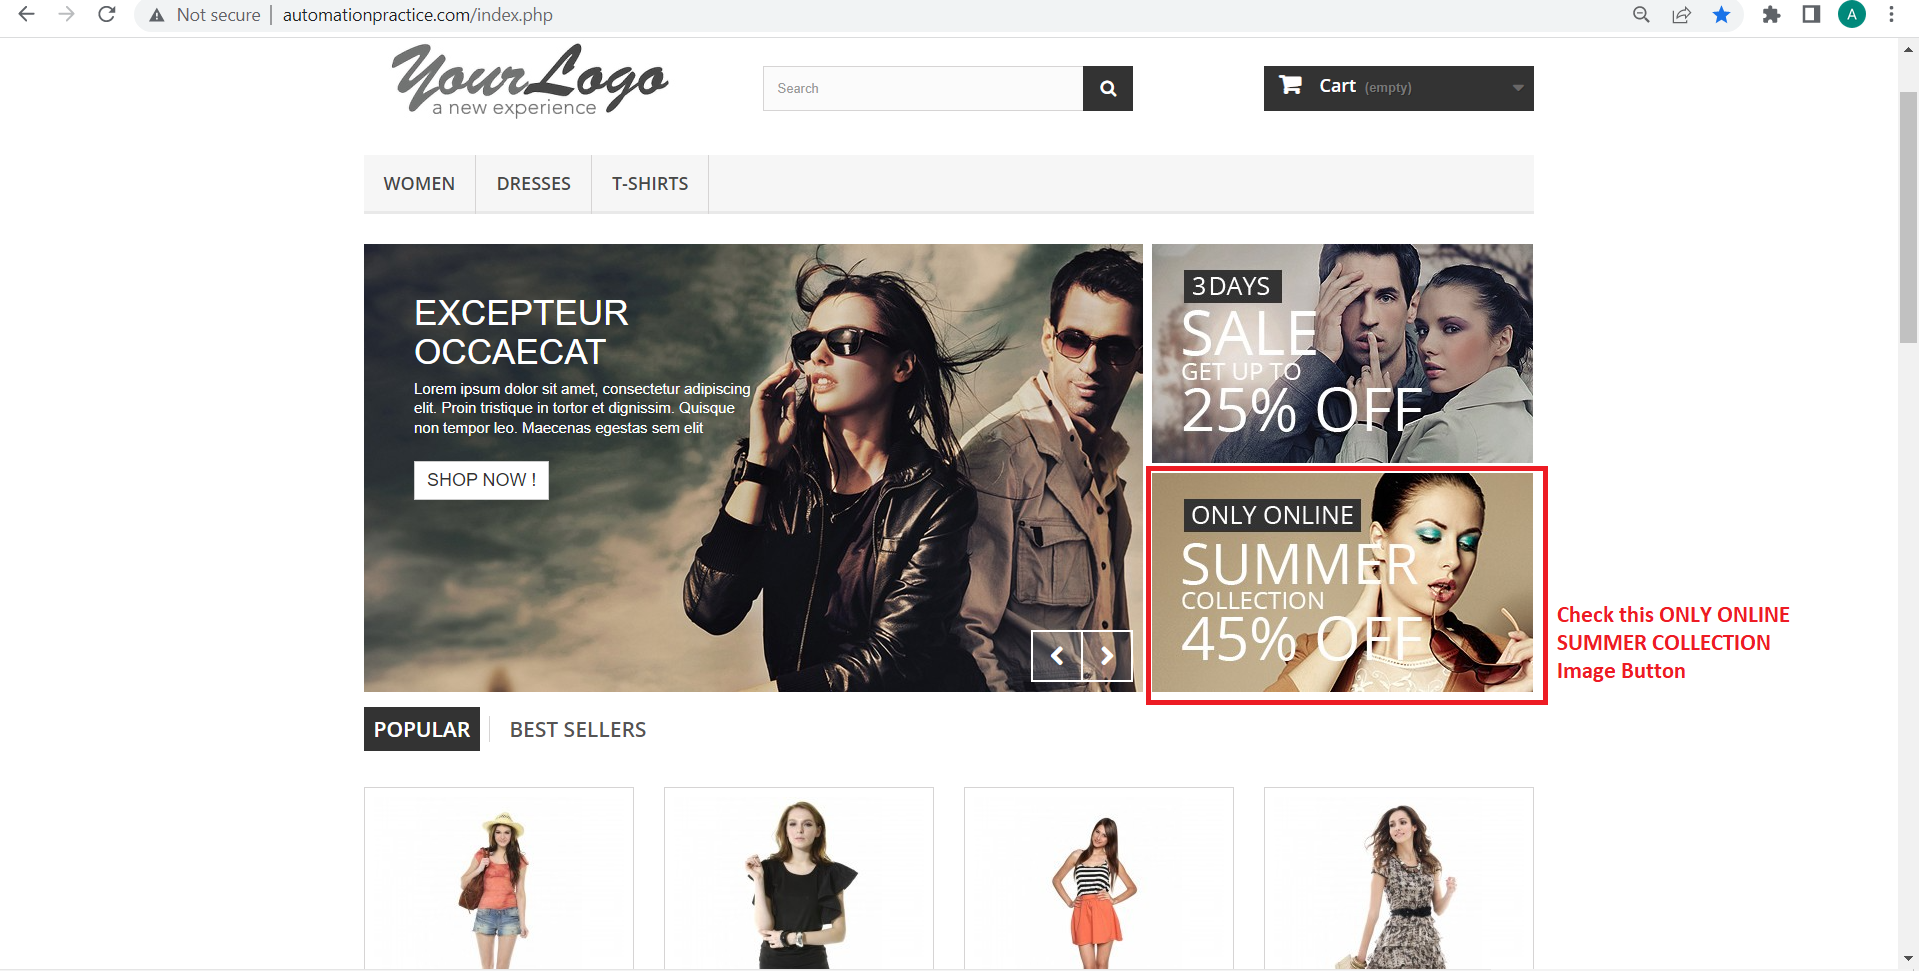 Not secure | automationpractice.com/index.php
A
YourLogo
a new experience
Search
Cart (empty)
WOMEN
DRESSES
T-SHIRTS
EXCEPTEUR
OCCAECAT
Lorem ipsum dolor sit amet, consectetur adipiscing
elit. Proin tristique in tortor et dignissim. Quisque
non tempor leo. Maecenas egestas sem elit
SHOP NOW !
3 DAYS
SALE
GET UP TO
25% OFF
ONLY ONLINE
SUMMER
COLLECTION
45% OFF
Check this ONLY ONLINE
SUMMER COLLECTION
Image Button
POPULAR
BEST SELLERS